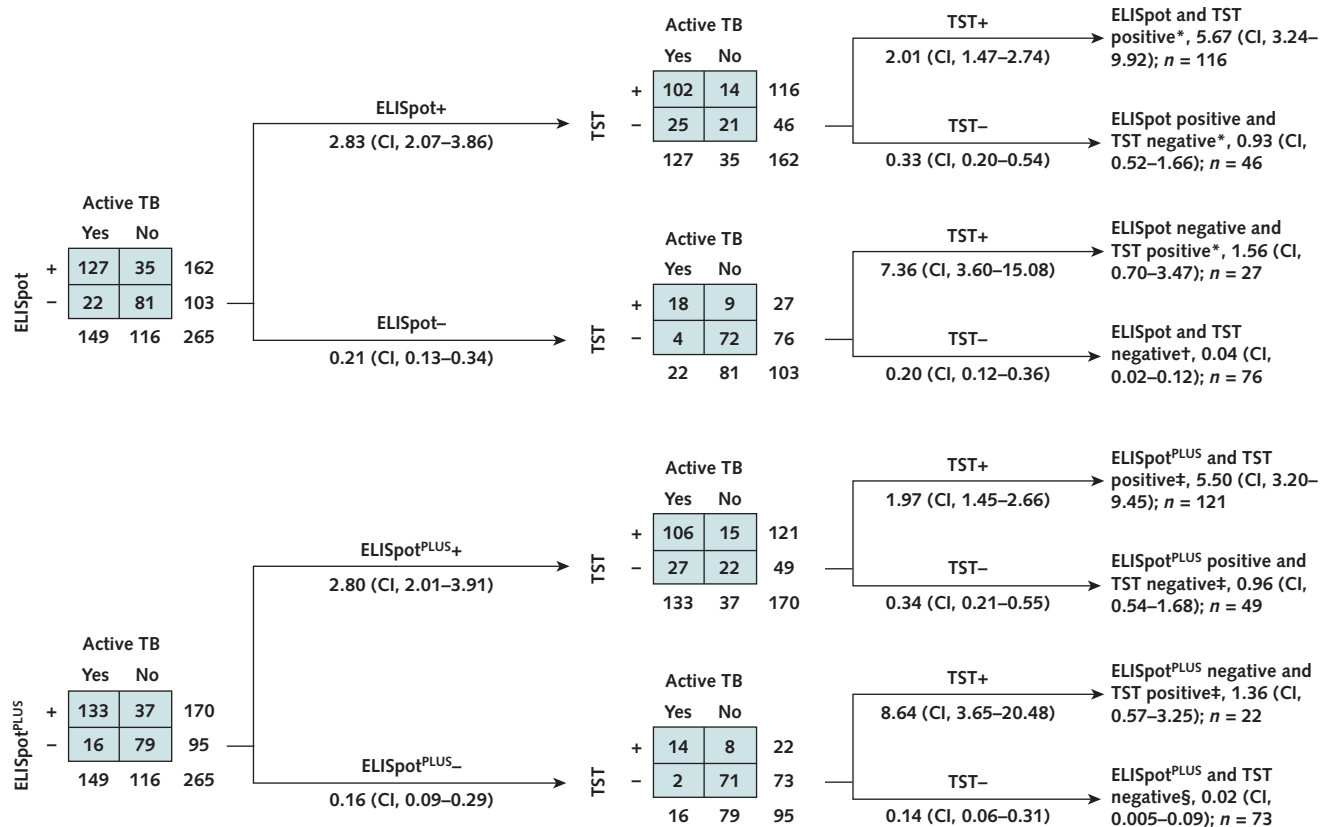 Active TB
Yes No
ELISpot
+ 127 35 162
– 22 81 103
149 116 265
ELISpot+
2.83 (CI, 2.07–3.86)
ELISpot–
0.21 (CI, 0.13–0.34)
Active TB
Yes No
TST
+ 102 14 116
– 25 21 46
127 35 162
TST+
2.01 (CI, 1.47–2.74)
TST–
0.33 (CI, 0.20–0.54)
ELISpot and TST
positive*, 5.67 (CI, 3.24–
9.92); n = 116
ELISpot positive and
TST negative*, 0.93 (CI,
0.52–1.66); n = 46
Active TB
Yes No
TST
+ 18 9 27
– 4 72 76
22 81 103
TST+
7.36 (CI, 3.60–15.08)
TST–
0.20 (CI, 0.12–0.36)
ELISpot negative and
TST positive*, 1.56 (CI,
0.70–3.47); n = 27
ELISpot and TST
negative†, 0.04 (CI,
0.02–0.12); n = 76
Active TB
Yes No
ELISpotPLUS
+ 133 37 170
– 16 79 95
149 116 265
ELISpotPLUS+
2.80 (CI, 2.01–3.91)
ELISpotPLUS–
0.16 (CI, 0.09–0.29)
Active TB
Yes No
TST
+ 106 15 121
– 27 22 49
133 37 170
TST+
1.97 (CI, 1.45–2.66)
TST–
0.34 (CI, 0.21–0.55)
ELISpotPLUS and TST
positive‡, 5.50 (CI, 3.20–
9.45); n = 121
ELISpotPLUS positive and
TST negative‡, 0.96 (CI,
0.54–1.68); n = 49
Active TB
Yes No
TST
+ 14 8 22
– 2 71 73
16 79 95
TST+
8.64 (CI, 3.65–20.48)
TST–
0.14 (CI, 0.06–0.31)
ELISpotPLUS negative and
TST positive‡, 1.36 (CI,
0.57–3.25); n = 22
ELISpotPLUS and TST
negative§, 0.02 (CI,
0.005–0.09); n = 73